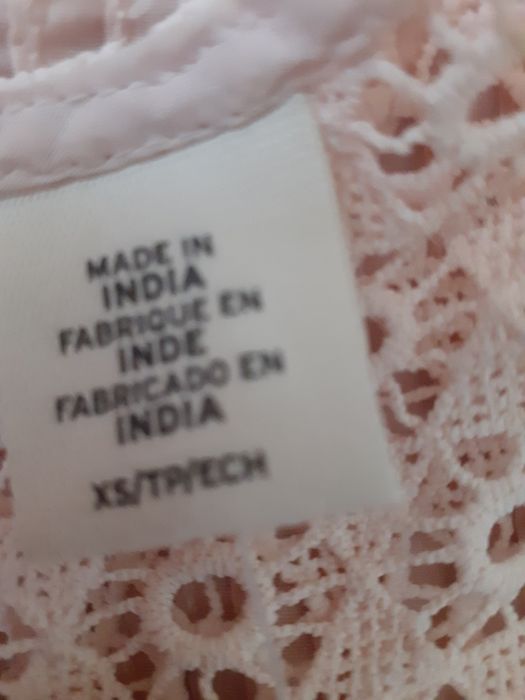 MADE IN
INDIA
FABRIQUE EN
INDE
FABRICADO EN
INDIA
XS/TP/ECH